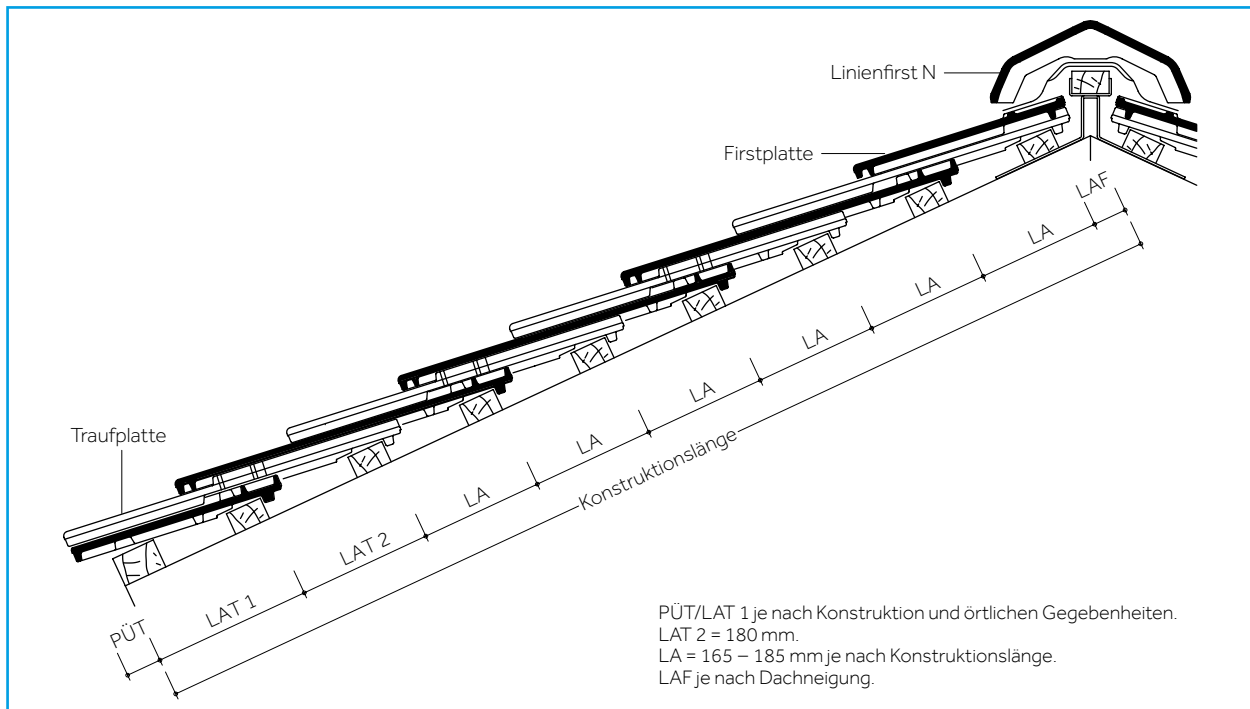 Linienfirst N
Firstplatte
Traufplatte
LAF
LA
LA
LA
LA
LA
LA
LAT 2
LAT 1
PÜT
Konstruktionslänge
PÜT/LAT 1 je nach Konstruktion und örtlichen Gegebenheiten.
LAT 2 = 180 mm.
LA = 165 – 185 mm je nach Konstruktionslänge.
LAF je nach Dachneigung.